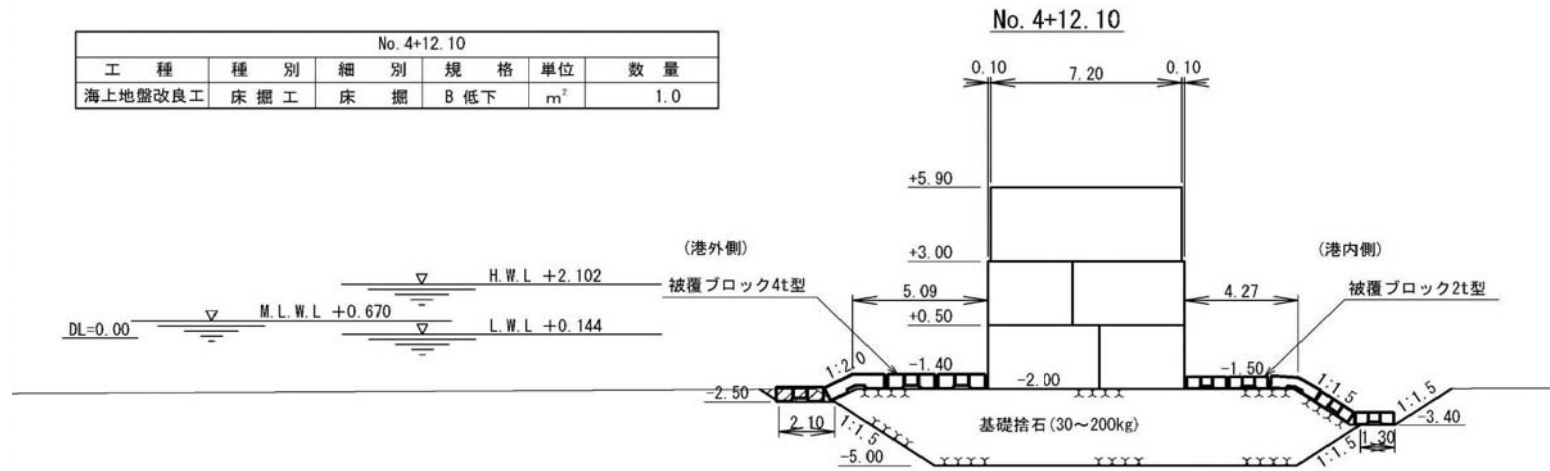 No. 4+12.10
No. 4+12.10
工種 種別 細別 規格 単位 数量
海上地盤改良工 床掘工 床掘 B 低下 m² 1.0
0.10 7.20 0.10
+5.90
(港外側)
(港内側)
+3.00
H.W.L +2.102
被覆ブロック4t型
被覆ブロック2t型
5.09
4.27
M.L.W.L +0.670
+0.50
DL=0.00
L.W.L +0.144
1:2.0
-1.40
-1.50
-2.00
1:1.5
1:1.5
-2.50
-3.40
2.10
1:1.5
基礎捨石(30～200kg)
1:1.5
1.30
-5.00